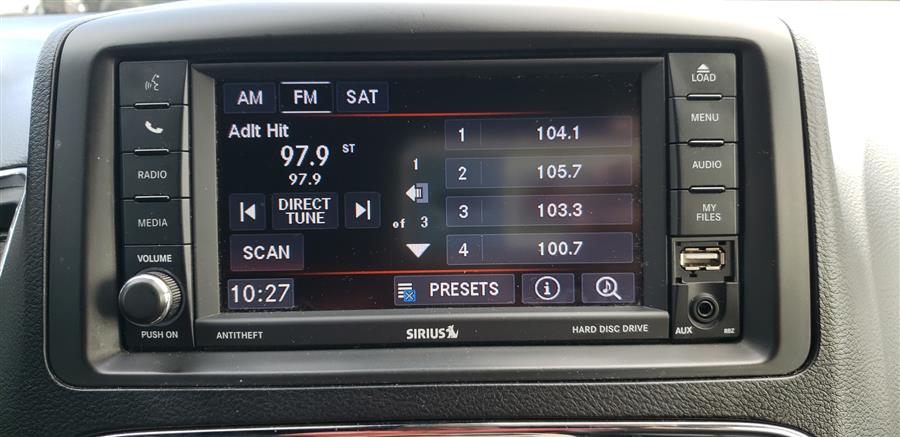 AM FM SAT
Adlt Hit
97.9 ST
97.9
DIRECT
TUNE
SCAN
10:27
1
of 3
1 104.1
2 105.7
3 103.3
4 100.7
PRESETS
RADIO
MEDIA
VOLUME
PUSH ON
LOAD
MENU
AUDIO
MY
FILES
AUX RBZ
ANTITHEFT SIRIUS HARD DISC DRIVE